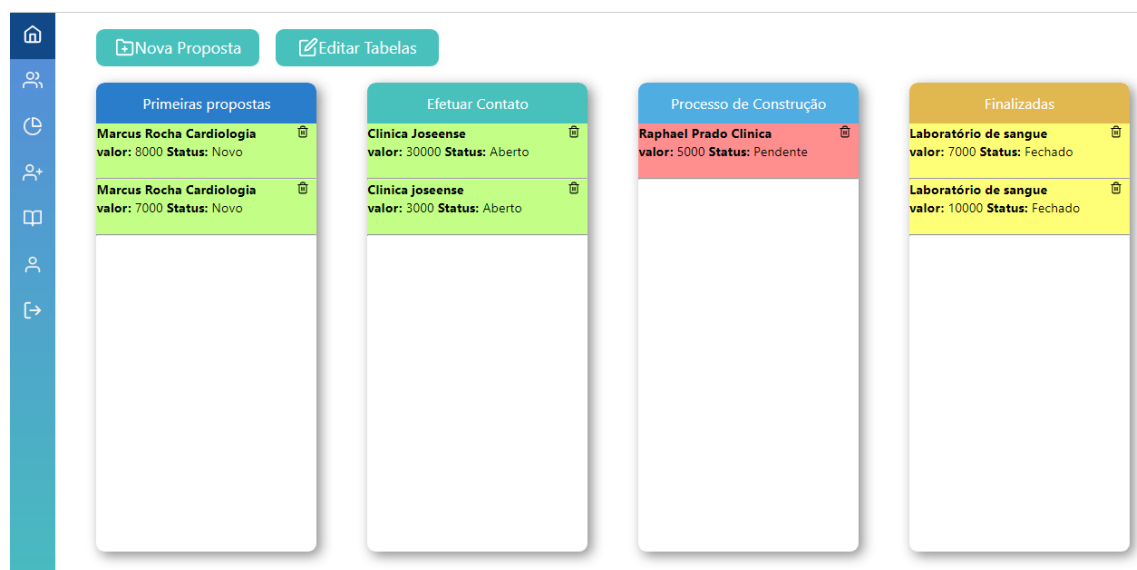 Nova Proposta
Editar Tabelas
Primeiras propostas
Marcus Rocha Cardiologia
valor: 8000 Status: Novo
Marcus Rocha Cardiologia
valor: 7000 Status: Novo
Efetuar Contato
Clinica Joseense
valor: 30000 Status: Aberto
Clinica joseense
valor: 3000 Status: Aberto
Processo de Construção
Raphael Prado Clinica
valor: 5000 Status: Pendente
Finalizadas
Laboratório de sangue
valor: 7000 Status: Fechado
Laboratório de sangue
valor: 10000 Status: Fechado